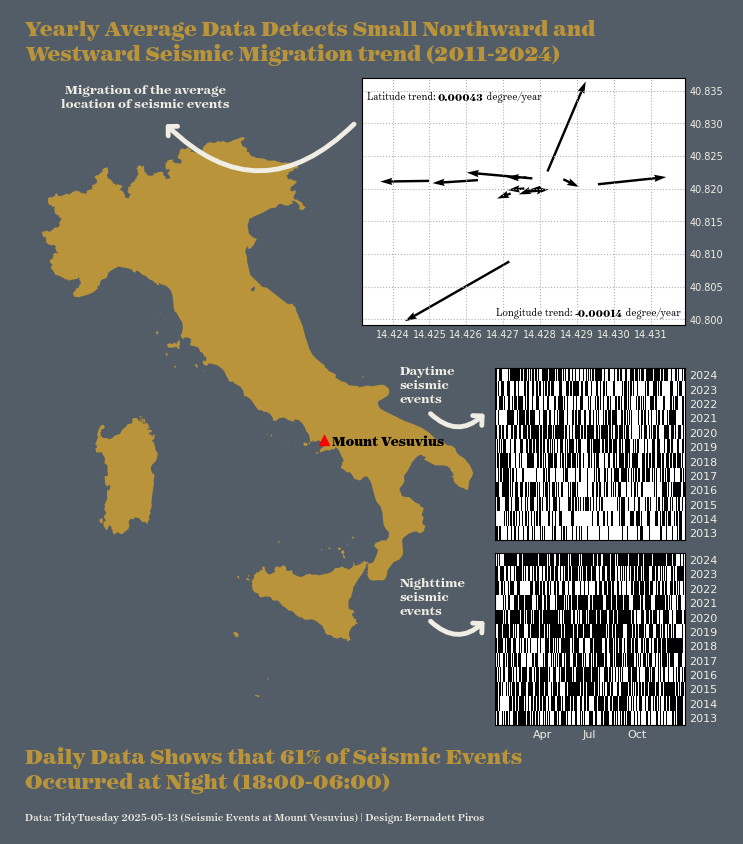 Yearly Average Data Detects Small Northward and
Westward Seismic Migration trend (2011-2024)
Migration of the average
location of seismic events
Latitude trend: 0.00043 degree/year
40.835
40.830
40.825
40.820
40.815
40.810
40.805
40.800
Longitude trend: -0.00014 degree/year
14.424 14.425 14.426 14.427 14.428 14.429 14.430 14.431
Daytime
seismic
events
2024
2023
2022
2021
2020
2019
2018
2017
2016
2015
2014
2013
Mount Vesuvius
Nighttime
seismic
events
2024
2023
2022
2021
2020
2019
2018
2017
2016
2015
2014
2013
Apr Jul Oct
Daily Data Shows that 61% of Seismic Events
Occurred at Night (18:00-06:00)
Data: TidyTuesday 2025-05-13 (Seismic Events at Mount Vesuvius) | Design: Bernadett Piros